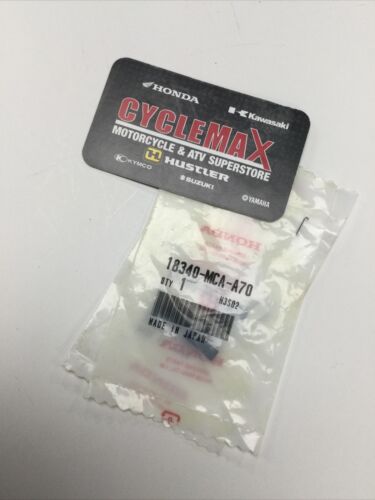 HONDA
Kawasaki
CYCLEMAX
MOTORCYCLE & ATV SUPERSTORE
KYMCO
HUSTLER
SUZUKI
YAMAHA
HONDA
18340-MCA-A70
QTY 1
H3S02
MADE IN JAPAN